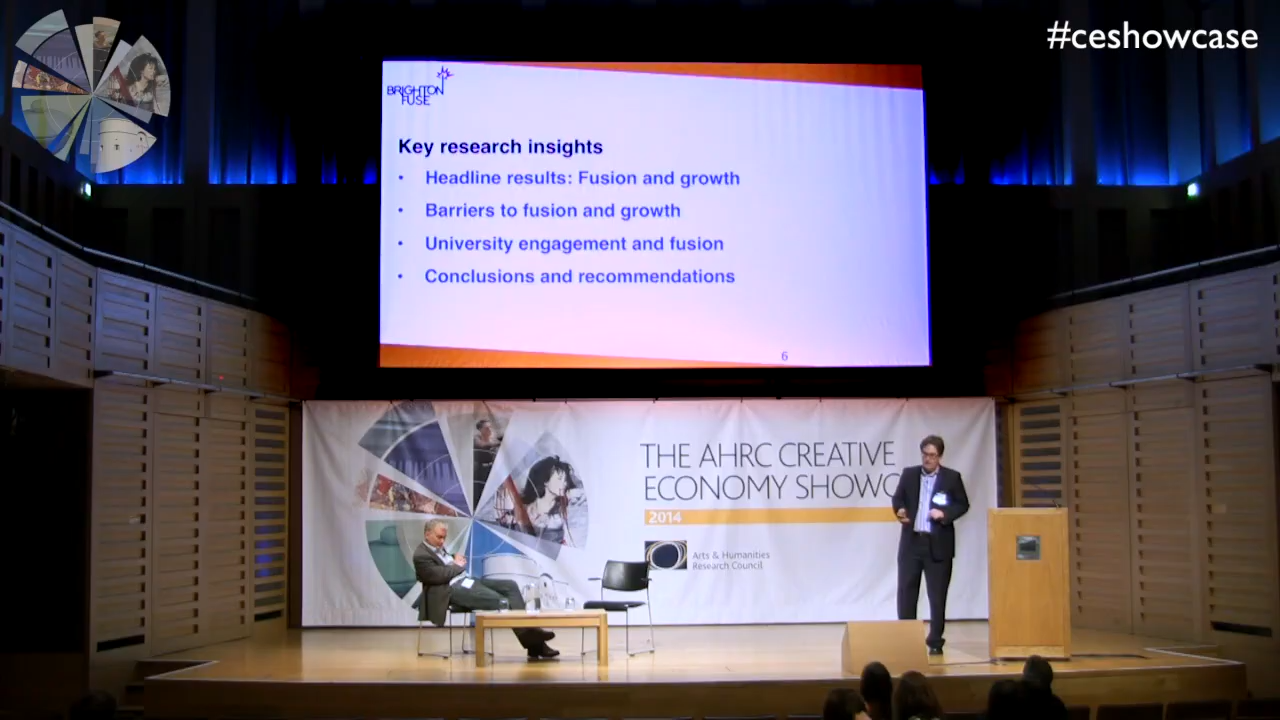 #ceshowcase
BRIGHTON
FUSE
Key research insights
• Headline results: Fusion and growth
• Barriers to fusion and growth
• University engagement and fusion
• Conclusions and recommendations
6
THE AHRC CREATIVE
ECONOMY SHOWC
2014
Arts & Humanities
Research Council